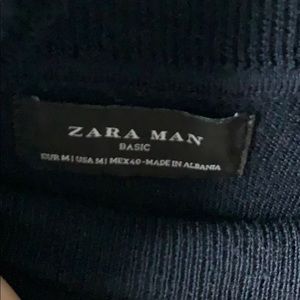 ZARA MAN
BASIC
EUR M | USA M | MEX 40 - MADE IN ALBANIA